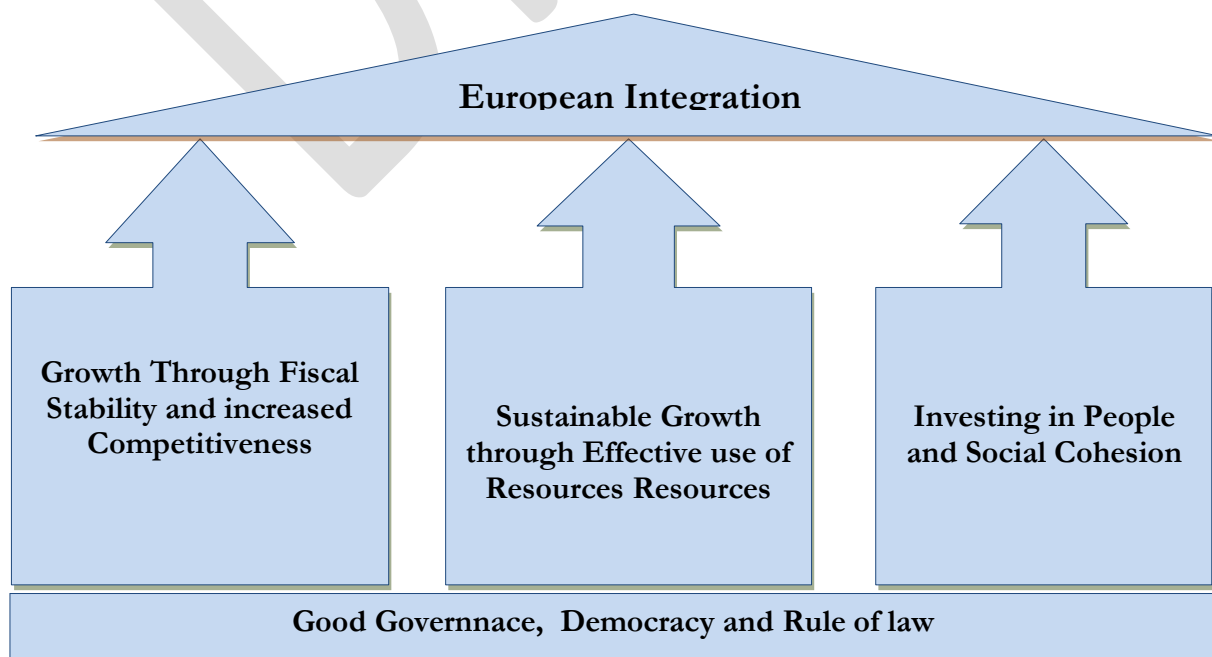 European Integration
Growth Through Fiscal
Stability and increased
Competitiveness
Sustainable Growth
through Effective use of
Resources Resources
Investing in People
and Social Cohesion
Good Governnace, Democracy and Rule of law